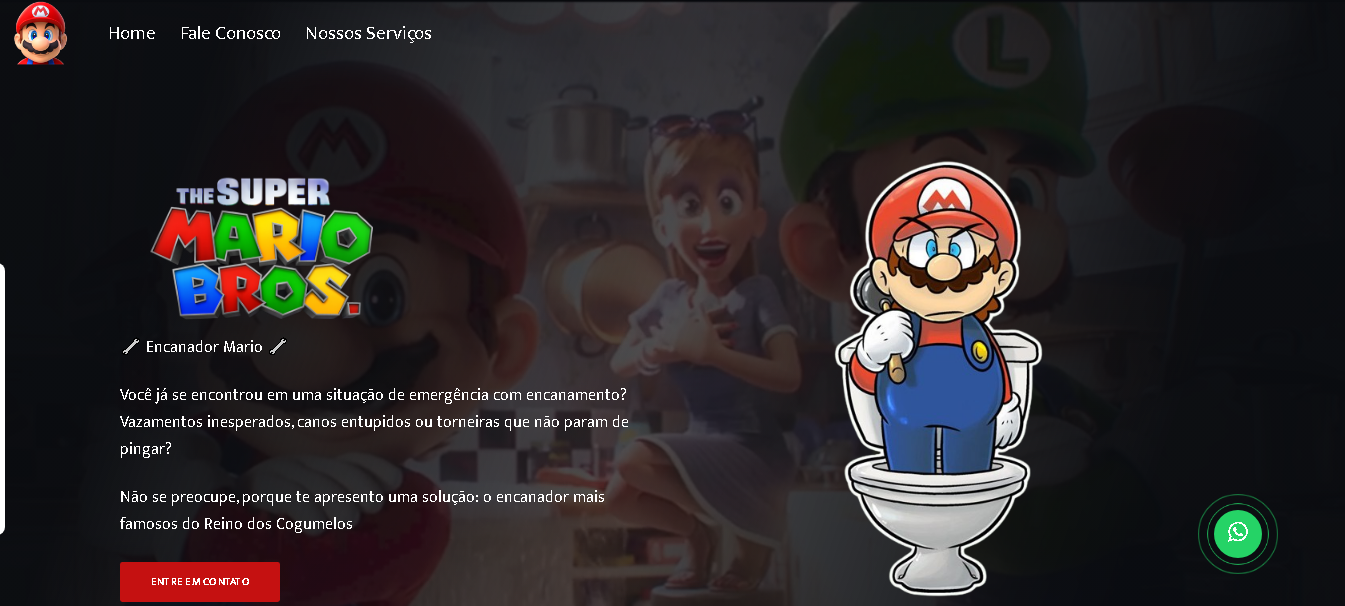 Home Fale Conosco Nossos Serviços
L
M
M
M
THE SUPER
MARIO
BROS.
Encanador Mario
Você já se encontrou em uma situação de emergência com encanamento?
Vazamentos inesperados, canos entupidos ou torneiras que não param de
pingar?
Não se preocupe, porque te apresento uma solução: o encanador mais
famosos do Reino dos Cogumelos
ENTRE EM CONTATO